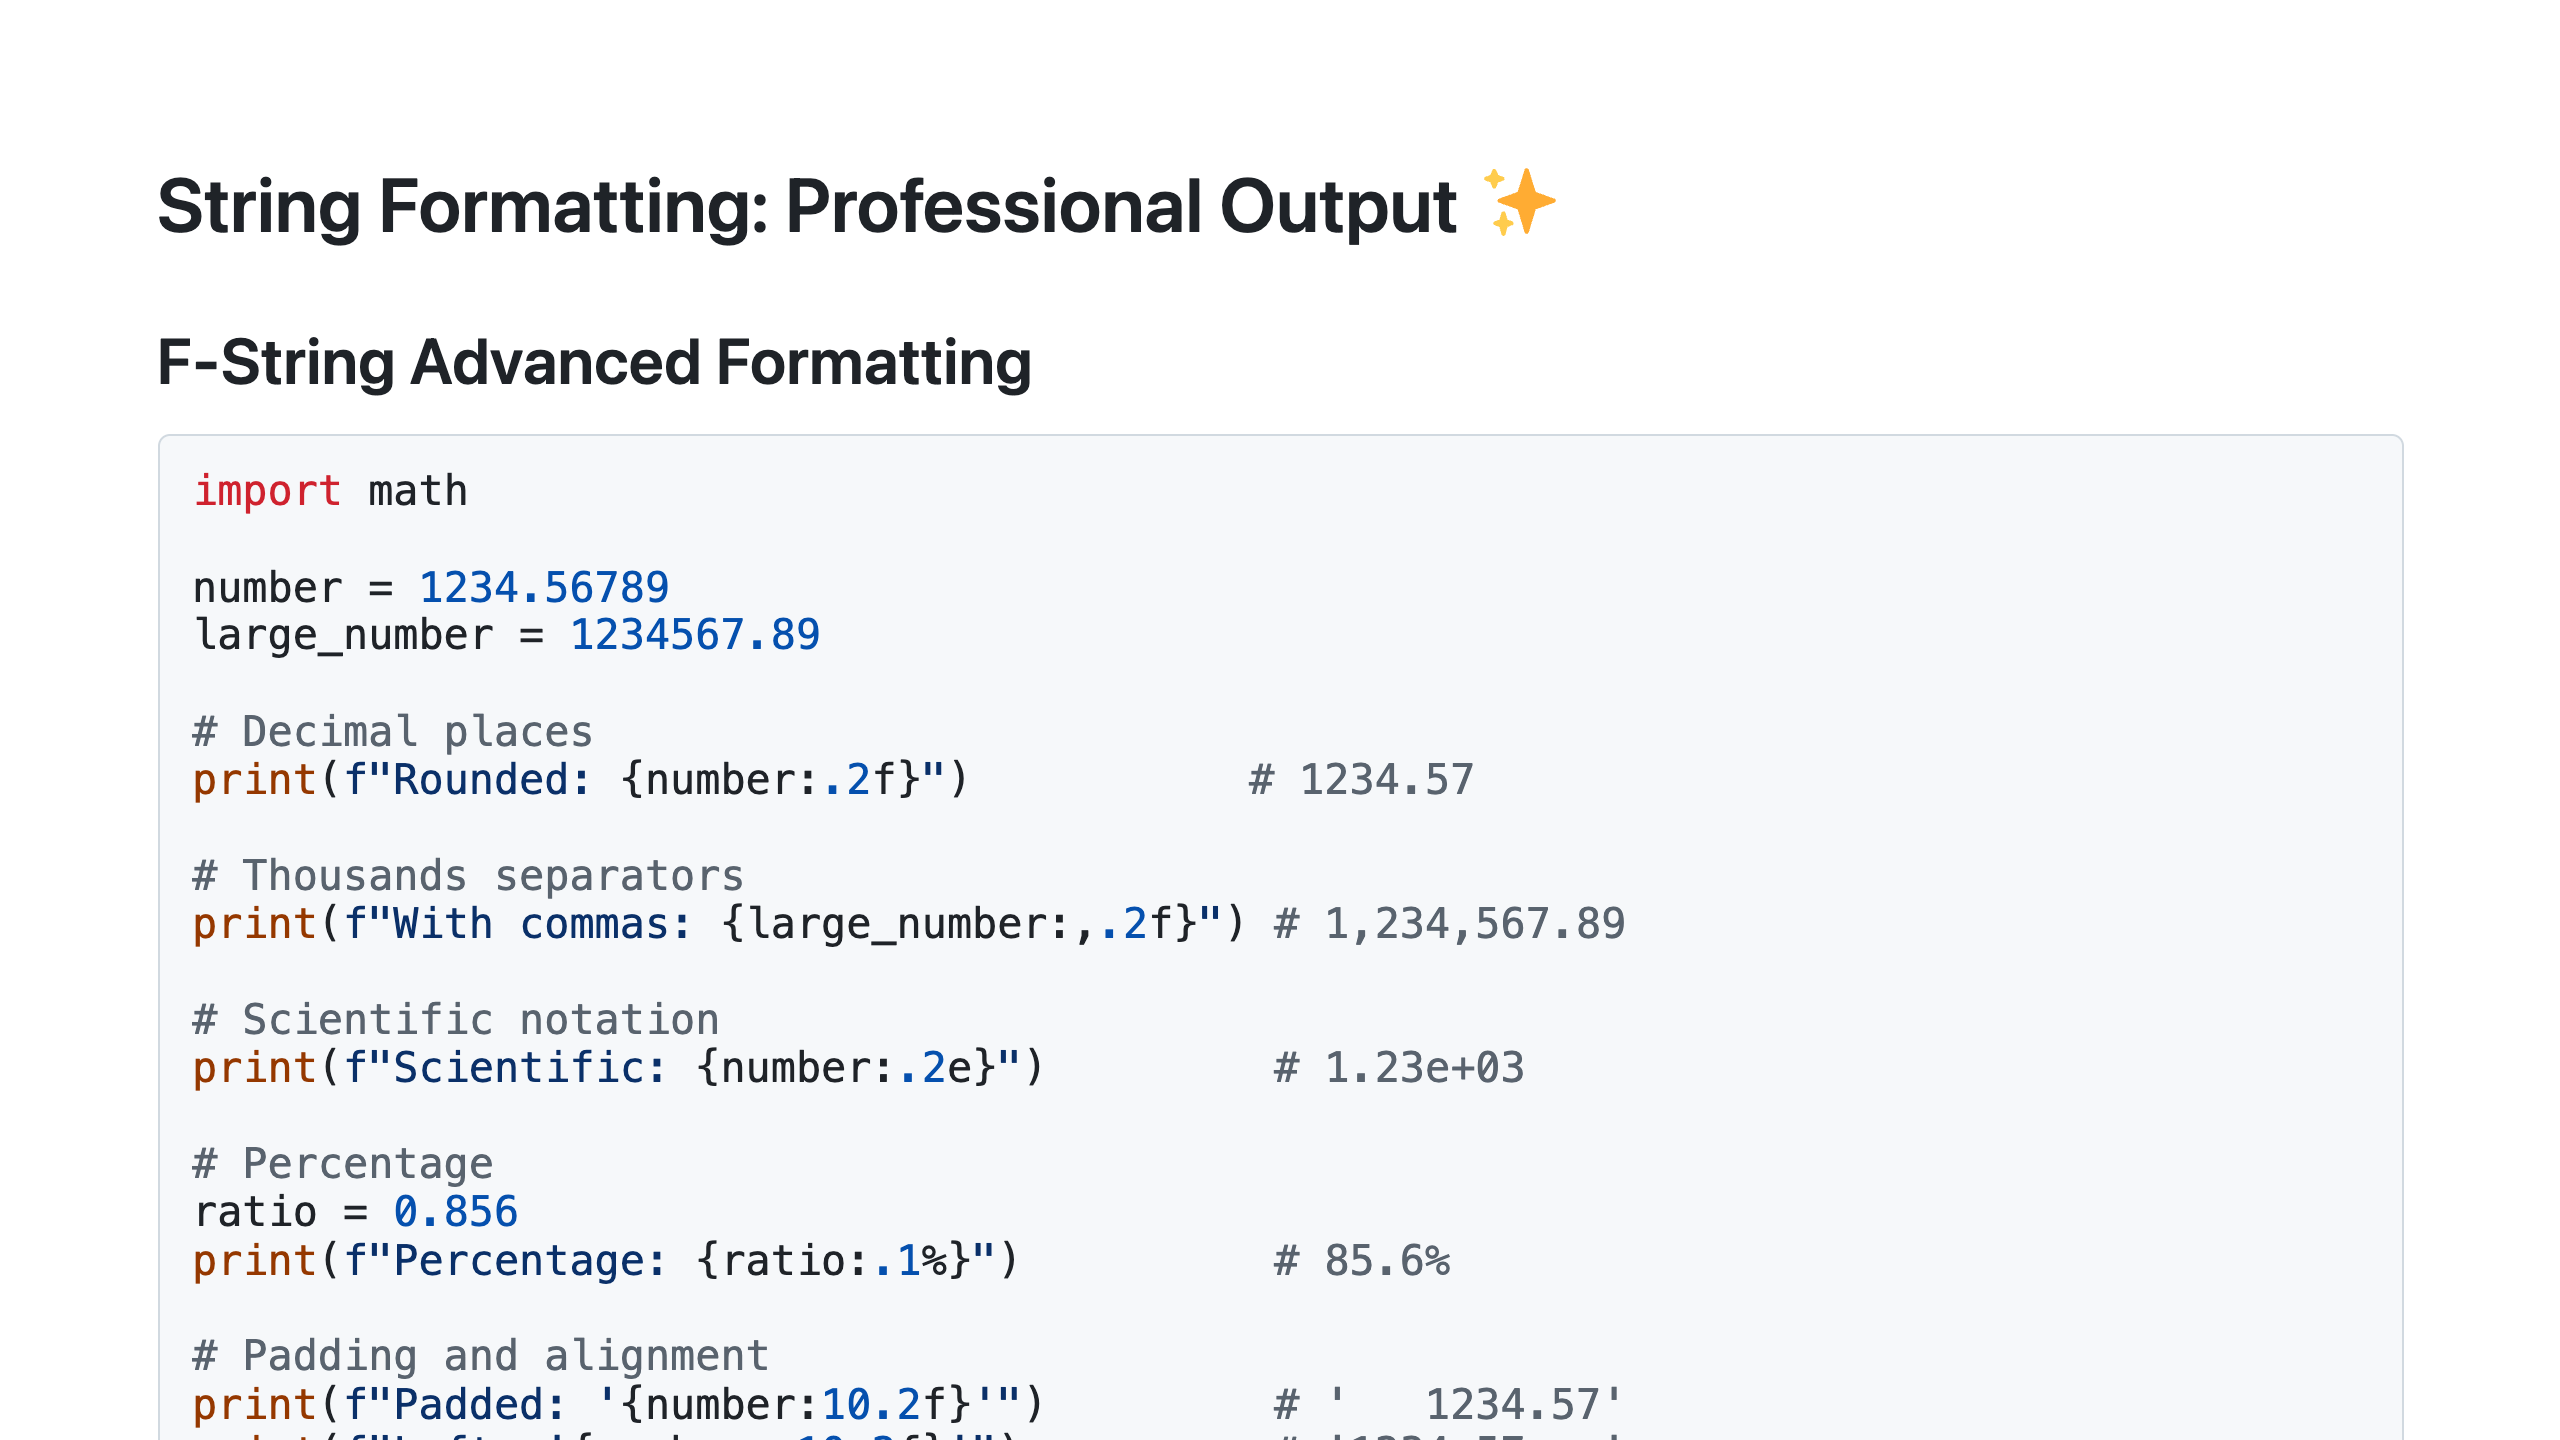 String Formatting: Professional Output ✨
F-String Advanced Formatting
import math
number = 1234.56789
large_number = 1234567.89
# Decimal places
print(f"Rounded: {number:.2f}")           # 1234.57
# Thousands separators
print(f"With commas: {large_number:,.2f}") # 1,234,567.89
# Scientific notation
print(f"Scientific: {number:.2e}")         # 1.23e+03
# Percentage
ratio = 0.856
print(f"Percentage: {ratio:.1%}")          # 85.6%
# Padding and alignment
print(f"Padded: '{number:10.2f}'")         # '   1234.57'